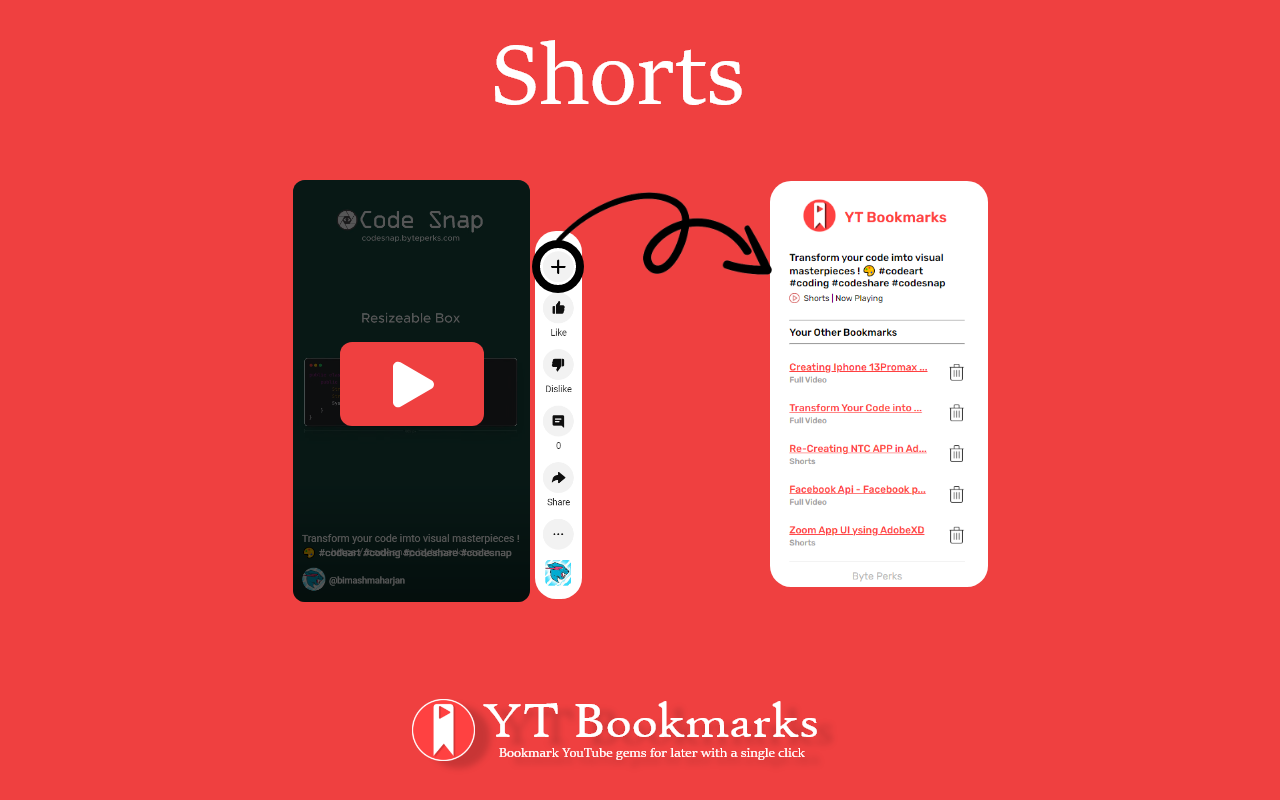 Shorts
Code Snap
codesnap.byteperks.com
Resizeable Box
Transform your code imto visual masterpieces !
#codeart #coding #codeshare #codesnap
@bimashmaharjan
Like
Dislike
0
Share
YT Bookmarks
Transform your code imto visual
masterpieces ! 🎨 #codeart
#coding #codeshare #codesnap
Shorts | Now Playing
Your Other Bookmarks
Creating Iphone 13Promax ...
Full Video
Transform Your Code into ...
Full Video
Re-Creating NTC APP in Ad...
Shorts
Facebook Api - Facebook p...
Full Video
Zoom App UI ysing AdobeXD
Shorts
Byte Perks
YT Bookmarks
Bookmark YouTube gems for later with a single click